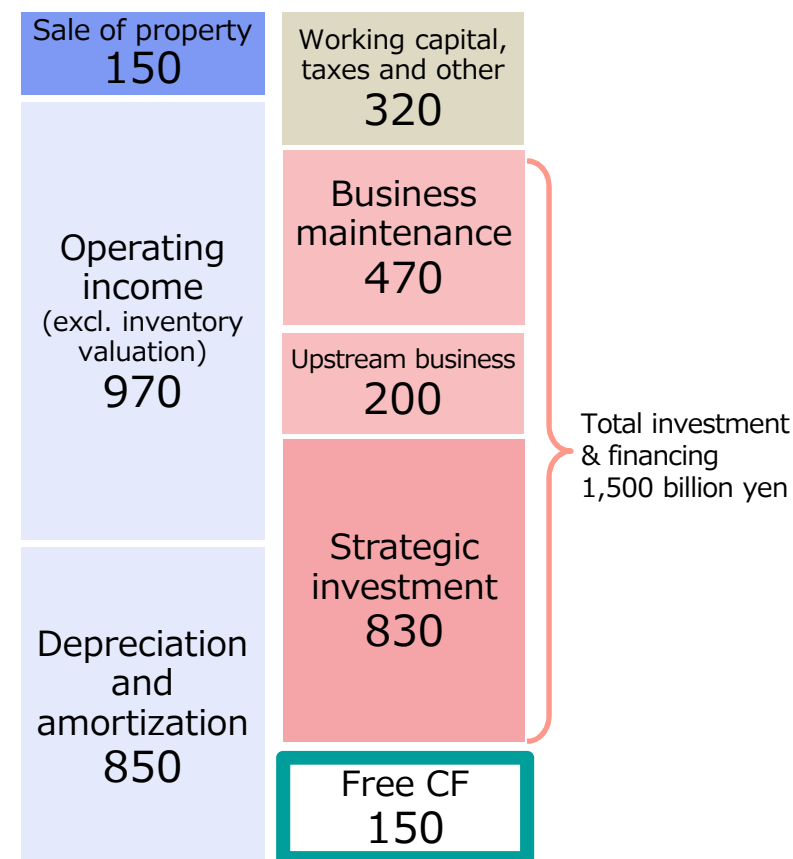 Sale of property
150
Operating
income
(excl. inventory
valuation)
970
Depreciation
and
amortization
850
Working capital,
taxes and other
320
Business
maintenance
470
Upstream business
200
Strategic
investment
830
Free CF
150
Total investment
& financing
1,500 billion yen